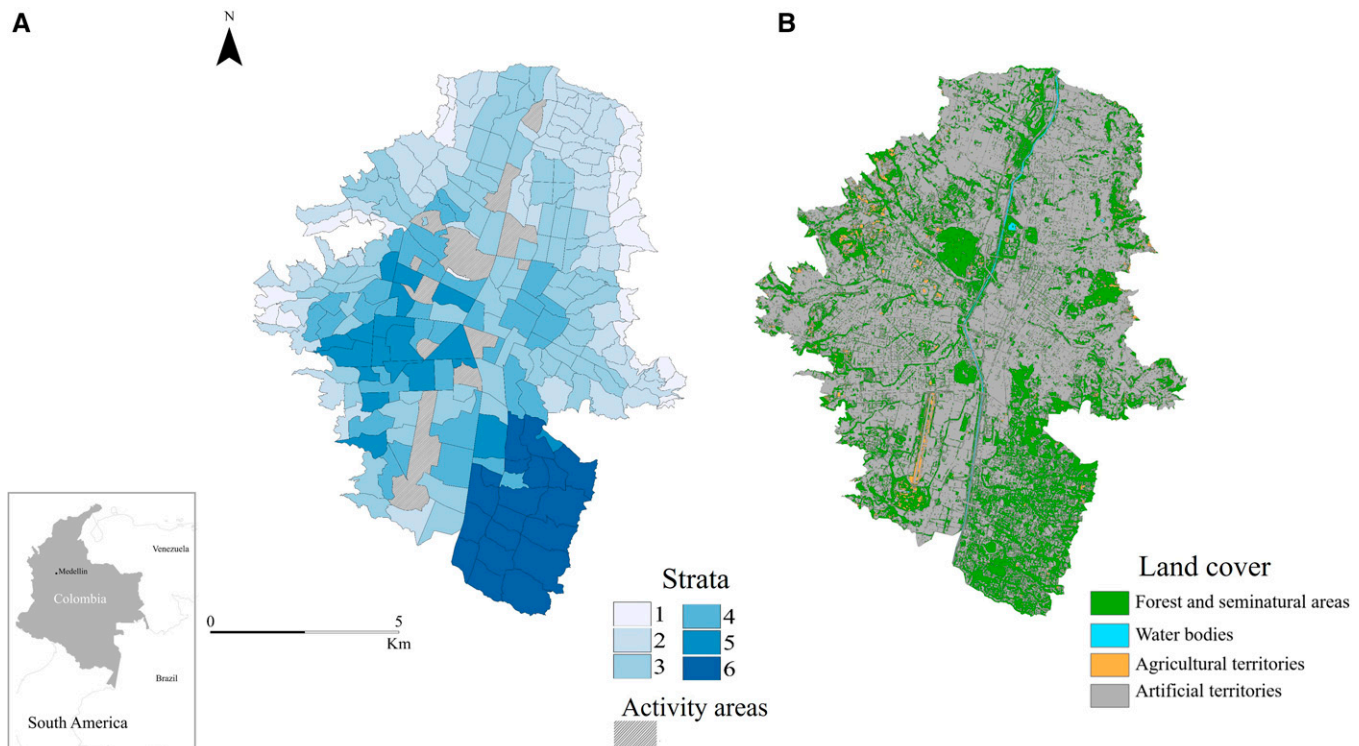 A
N
B
Venezuela
Medellin
Colombia
Brazil
South America
0 5
Km
Strata
1 4
2 5
3 6
Activity areas
Land cover
Forest and seminatural areas
Water bodies
Agricultural territories
Artificial territories